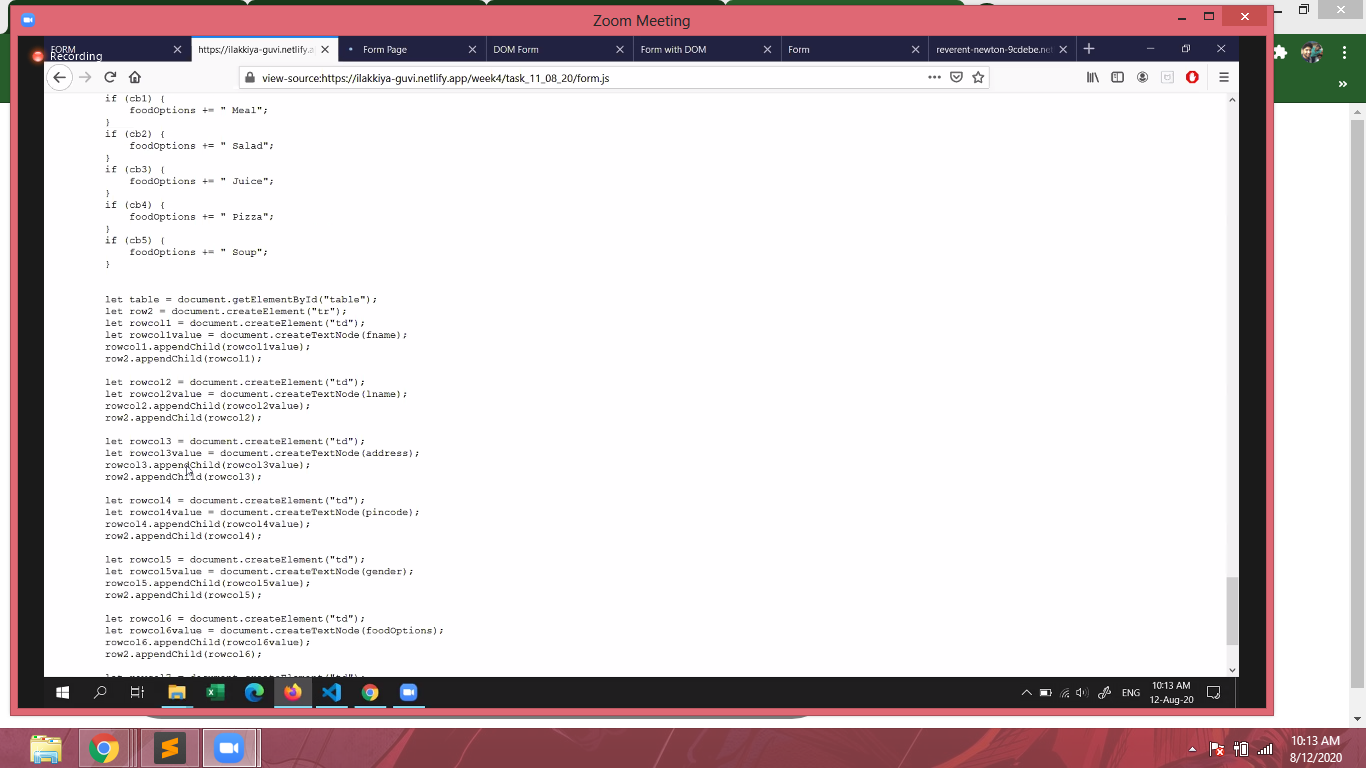 Zoom Meeting
FORM
Recording
https://ilakkiya-guvi.netlify.a
Form Page
DOM Form
Form with DOM
Form
reverent-newton-9cdebe.net
view-source:https://ilakkiya-guvi.netlify.app/week4/task_11_08_20/form.js
if (cb1) {
foodOptions += " Meal";
}
if (cb2) {
foodOptions += " Salad";
}
if (cb3) {
foodOptions += " Juice";
}
if (cb4) {
foodOptions += " Pizza";
}
if (cb5) {
foodOptions += " Soup";
}
let table = document.getElementById("table");
let row2 = document.createElement("tr");
let rowcol1 = document.createElement("td");
let rowcol1value = document.createTextNode(fname);
rowcol1.appendChild(rowcol1value);
row2.appendChild(rowcol1);
let rowcol2 = document.createElement("td");
let rowcol2value = document.createTextNode(lname);
rowcol2.appendChild(rowcol2value);
row2.appendChild(rowcol2);
let rowcol3 = document.createElement("td");
let rowcol3value = document.createTextNode(address);
rowcol3.appendChild(rowcol3value);
row2.appendChild(rowcol3);
let rowcol4 = document.createElement("td");
let rowcol4value = document.createTextNode(pincode);
rowcol4.appendChild(rowcol4value);
row2.appendChild(rowcol4);
let rowcol5 = document.createElement("td");
let rowcol5value = document.createTextNode(gender);
rowcol5.appendChild(rowcol5value);
row2.appendChild(rowcol5);
let rowcol6 = document.createElement("td");
let rowcol6value = document.createTextNode(foodOptions);
rowcol6.appendChild(rowcol6value);
row2.appendChild(rowcol6);
ENG
10:13 AM
12-Aug-20
10:13 AM
8/12/2020